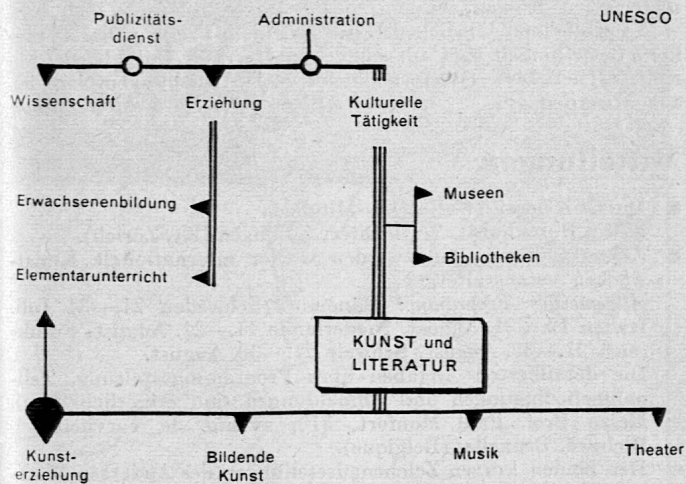 Publizitäts-
dienst
Administration
UNESCO
Wissenschaft
Erziehung
Kulturelle
Tätigkeit
Erwachsenenbildung
Museen
Elementarunterricht
Bibliotheken
KUNST und
LITERATUR
Kunst-
erziehung
Bildende
Kunst
Musik
Theater